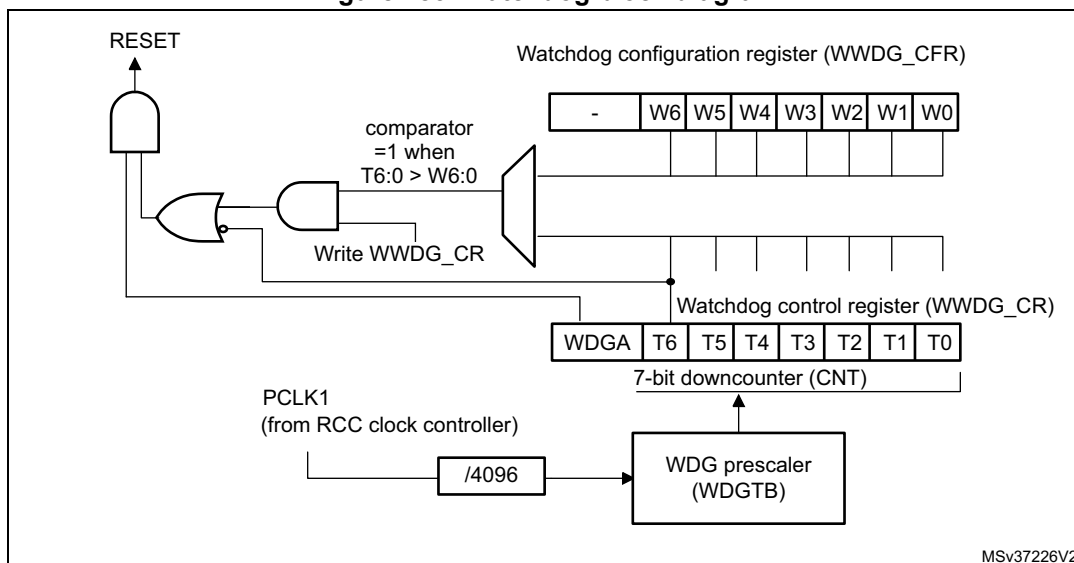 RESET
Watchdog configuration register (WWDG_CFR)
- W6 W5 W4 W3 W2 W1 W0
comparator
=1 when
T6:0 > W6:0
Write WWDG_CR
Watchdog control register (WWDG_CR)
WDGA T6 T5 T4 T3 T2 T1 T0
7-bit downcounter (CNT)
PCLK1
(from RCC clock controller)
/4096
WDG prescaler
(WDGTB)
MSv37226V2